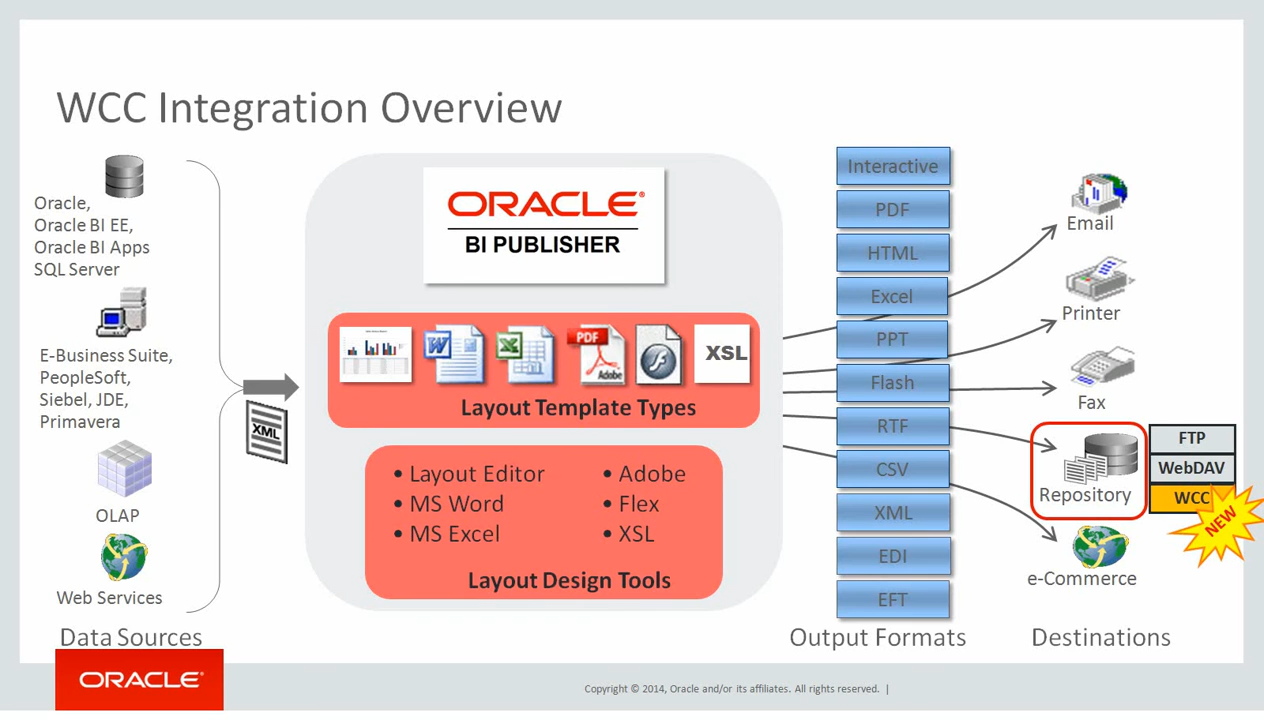 WCC Integration Overview
Oracle,
Oracle BI EE,
Oracle BI Apps
SQL Server
E-Business Suite,
PeopleSoft,
Siebel, JDE,
Primavera
OLAP
Web Services
Data Sources
XML
ORACLE®
BI PUBLISHER
PDF
Adobe
XSL
Layout Template Types
• Layout Editor
• MS Word
• MS Excel
• Adobe
• Flex
• XSL
Layout Design Tools
Interactive
PDF
HTML
Excel
PPT
Flash
RTF
CSV
XML
EDI
EFT
Output Formats
Email
Printer
Fax
Repository
FTP
WebDAV
WCC
NEW
e-Commerce
Destinations
ORACLE®
Copyright © 2014, Oracle and/or its affiliates. All rights reserved. |